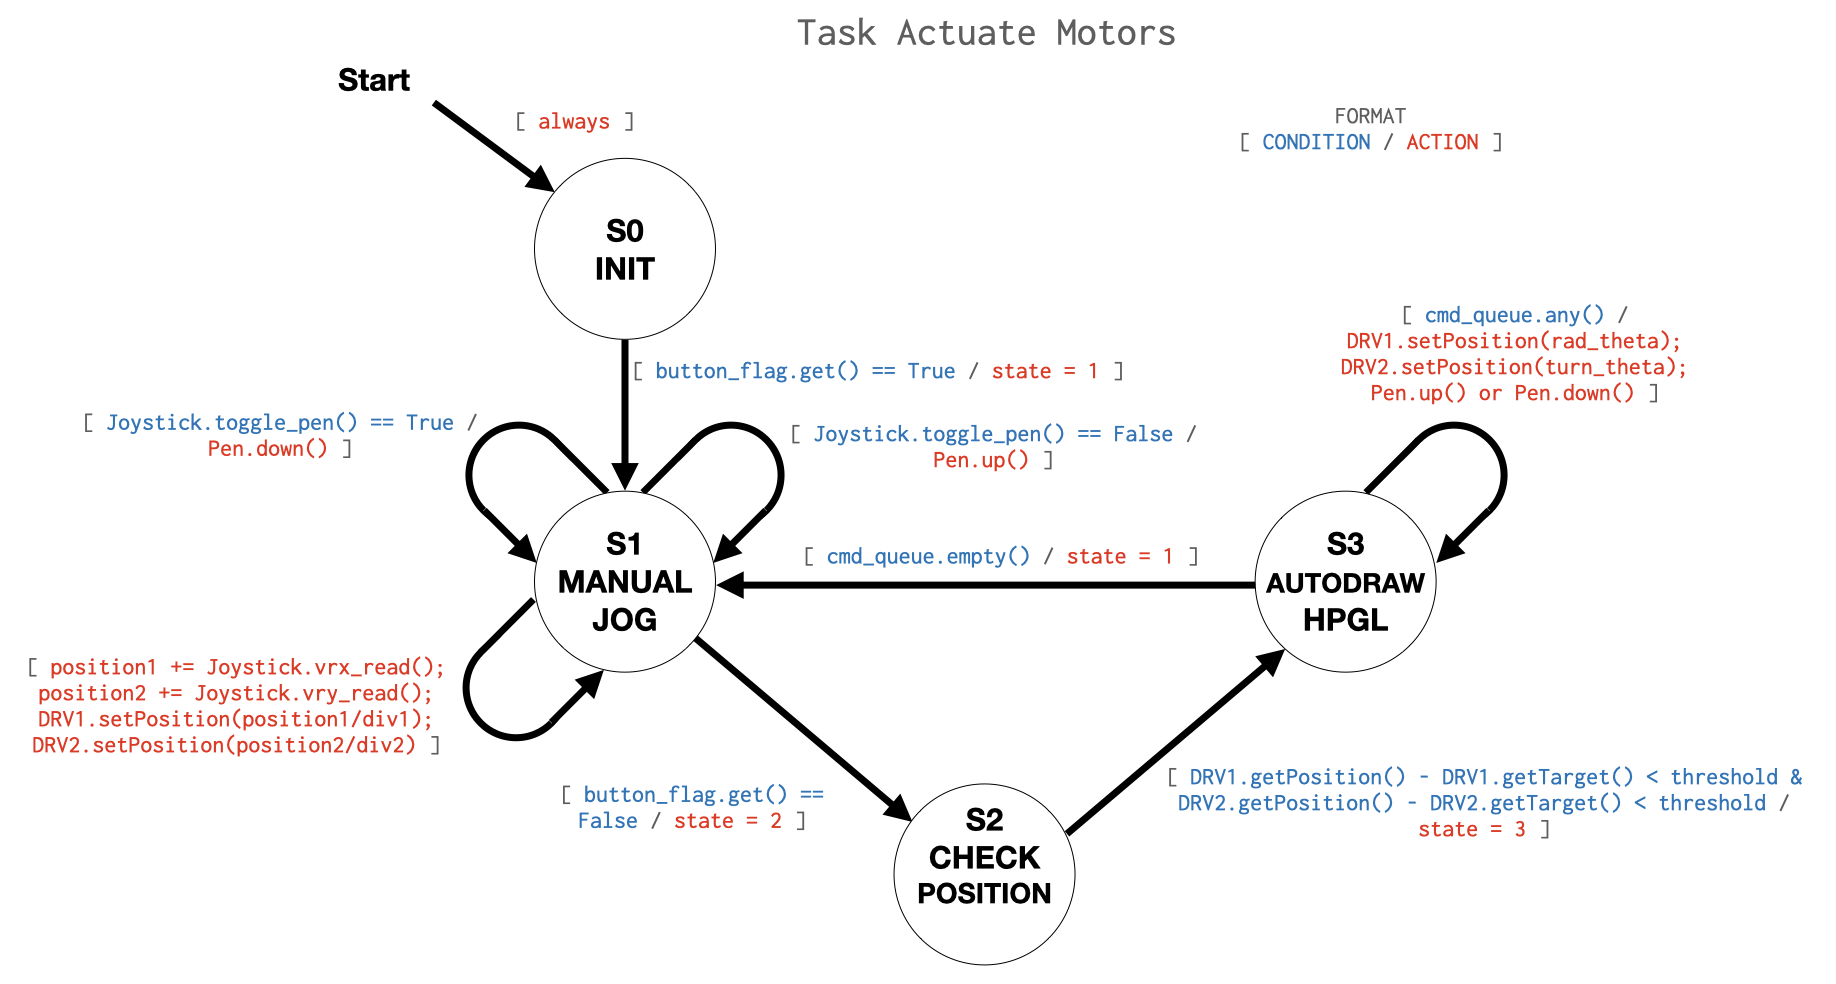 Task Actuate Motors
Start
[ always ]
FORMAT
[ CONDITION / ACTION ]
S0
INIT
[ cmd_queue.any() /
DRV1.setPosition(rad_theta);
DRV2.setPosition(turn_theta);
Pen.up() or Pen.down() ]
[ button_flag.get() == True / state = 1 ]
[ Joystick.toggle_pen() == True /
Pen.down() ]
[ Joystick.toggle_pen() == False /
Pen.up() ]
S1
MANUAL
JOG
[ cmd_queue.empty() / state = 1 ]
S3
AUTODRAW
HPGL
[ position1 += Joystick.vrx_read();
position2 += Joystick.vry_read();
DRV1.setPosition(position1/div1);
DRV2.setPosition(position2/div2) ]
[ button_flag.get() ==
False / state = 2 ]
S2
CHECK
POSITION
[ DRV1.getPosition() - DRV1.getTarget() < threshold &
DRV2.getPosition() - DRV2.getTarget() < threshold /
state = 3 ]